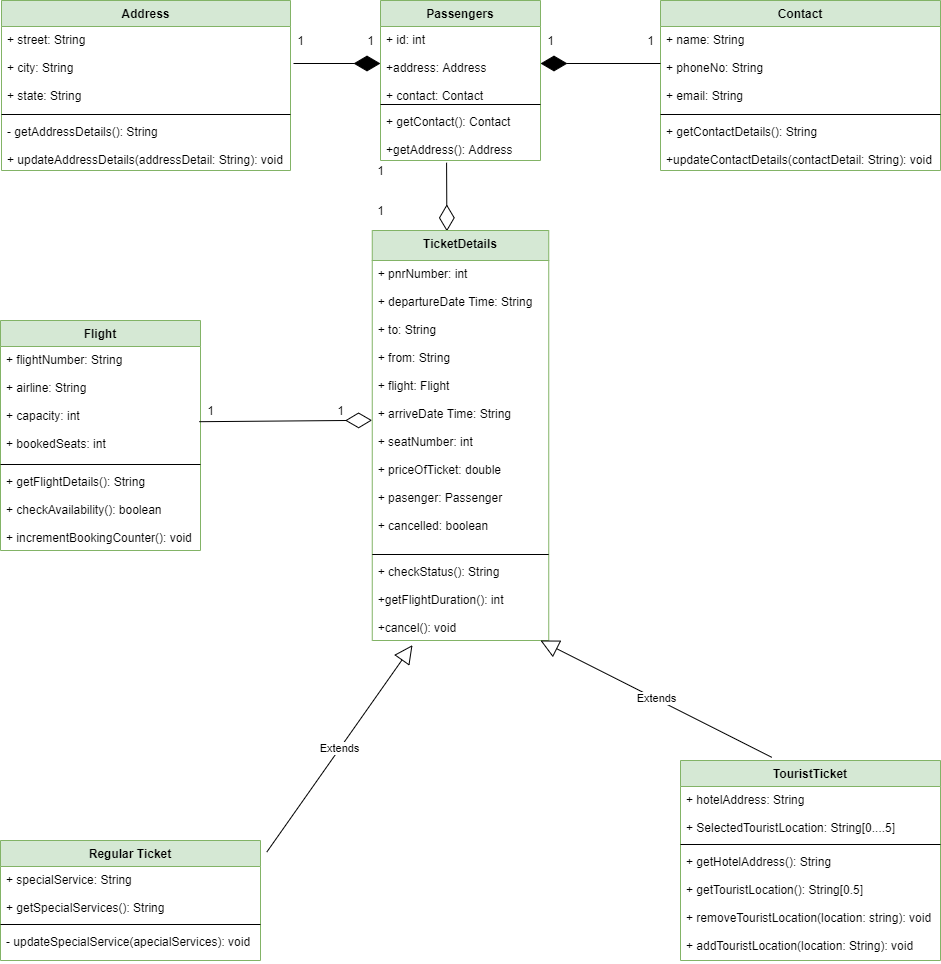 Address
+ street: String
+ city: String
+ state: String
- getAddressDetails(): String
+ updateAddressDetails(addressDetail: String): void
1
1
Passengers
+ id: int
+address: Address
+ contact: Contact
+ getContact(): Contact
+getAddress(): Address
1
1
Contact
+ name: String
+ phoneNo: String
+ email: String
+ getContactDetails(): String
+updateContactDetails(contactDetail: String): void
1
1
TicketDetails
+ pnrNumber: int
+ departureDate Time: String
+ to: String
+ from: String
+ flight: Flight
+ arriveDate Time: String
+ seatNumber: int
+ priceOfTicket: double
+ pasenger: Passenger
+ cancelled: boolean
+ checkStatus(): String
+getFlightDuration(): int
+cancel(): void
Flight
+ flightNumber: String
+ airline: String
+ capacity: int
+ bookedSeats: int
+ getFlightDetails(): String
+ checkAvailability(): boolean
+ incrementBookingCounter(): void
1
1
Extends
Extends
Regular Ticket
+ specialService: String
+ getSpecialServices(): String
- updateSpecialService(apecialServices): void
TouristTicket
+ hotelAddress: String
+ SelectedTouristLocation: String[0....5]
+ getHotelAddress(): String
+ getTouristLocation(): String[0.5]
+ removeTouristLocation(location: string): void
+ addTouristLocation(location: String): void